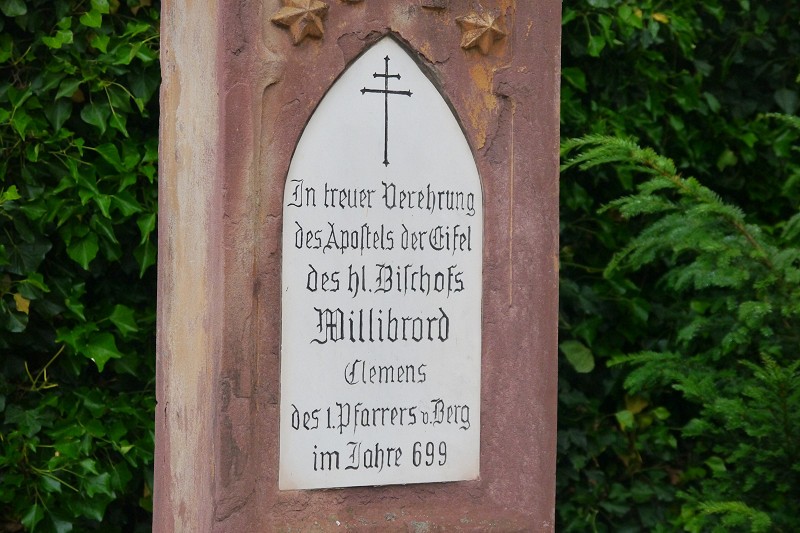 In treuer Verehrung
des Apostels der Eifel
des hl. Bischofs
Willibrord
Clemens
des 1. Pfarrers v. Berg
im Jahre 699